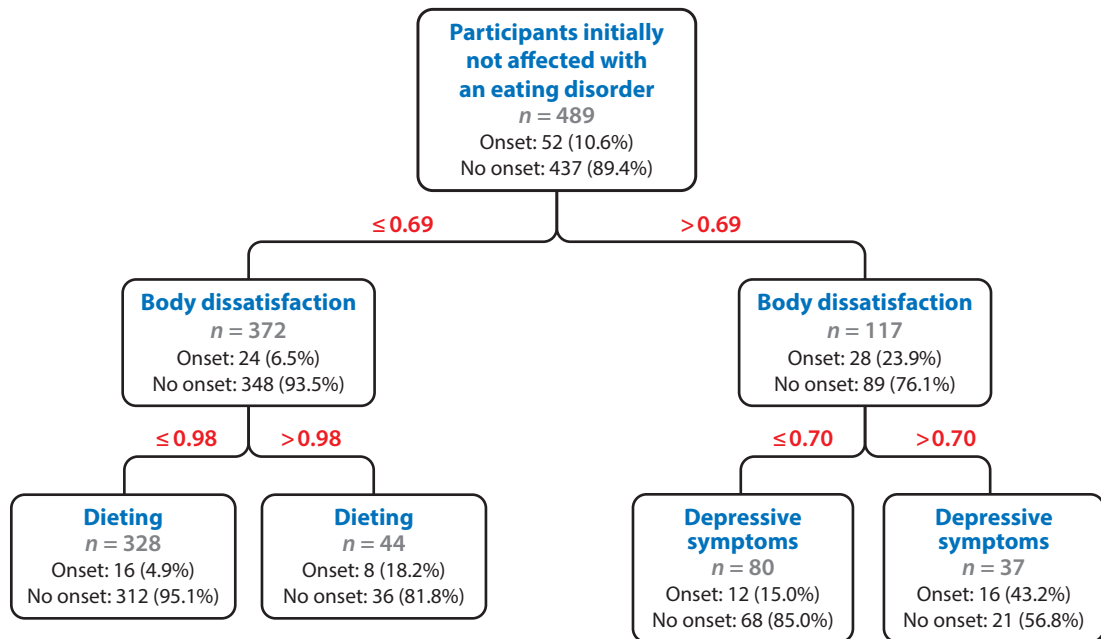 Participants initially
not affected with
an eating disorder
n = 489
Onset: 52 (10.6%)
No onset: 437 (89.4%)
≤ 0.69
> 0.69
Body dissatisfaction
n = 372
Onset: 24 (6.5%)
No onset: 348 (93.5%)
Body dissatisfaction
n = 117
Onset: 28 (23.9%)
No onset: 89 (76.1%)
≤ 0.98
> 0.98
≤ 0.70
> 0.70
Dieting
n = 328
Onset: 16 (4.9%)
No onset: 312 (95.1%)
Dieting
n = 44
Onset: 8 (18.2%)
No onset: 36 (81.8%)
Depressive
symptoms
n = 80
Onset: 12 (15.0%)
No onset: 68 (85.0%)
Depressive
symptoms
n = 37
Onset: 16 (43.2%)
No onset: 21 (56.8%)